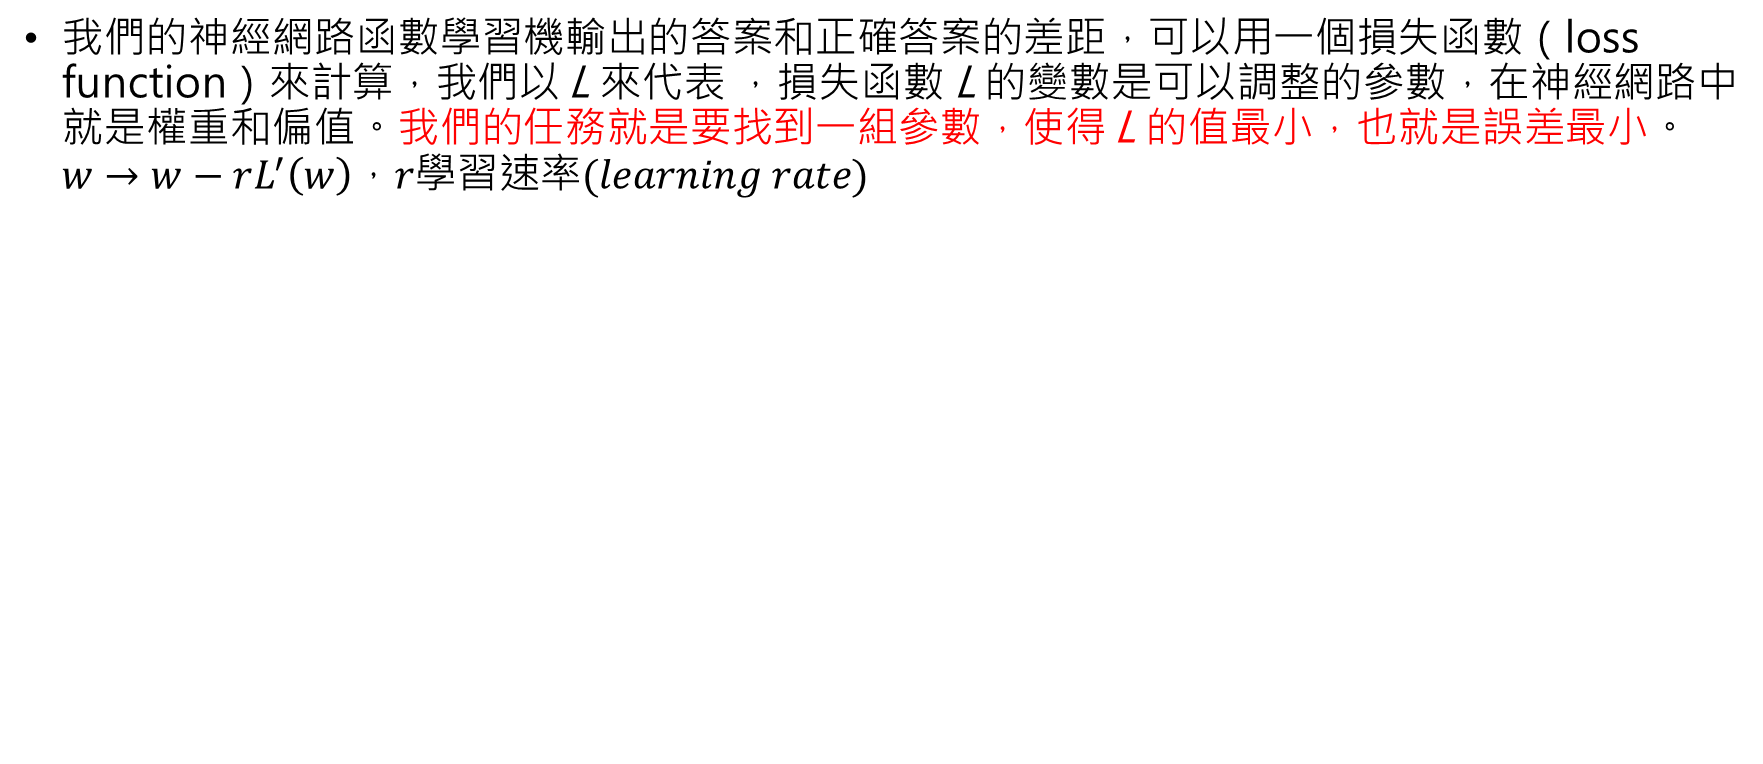 • 我們的神經網路函數學習機輸出的答案和正確答案的差距，可以用一個損失函數（loss
function）來計算，我們以 L 來代表 ，損失函數 L 的變數是可以調整的參數，在神經網路中
就是權重和偏值。我們的任務就是要找到一組參數，使得 L 的值最小，也就是誤差最小。
w → w − rL′(w)，r學習速率(learning rate)